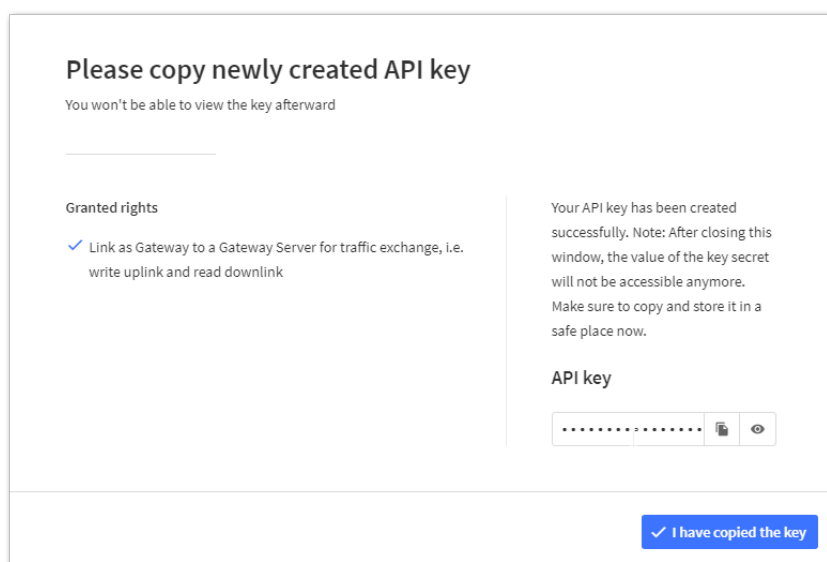 Please copy newly created API key
You won't be able to view the key afterward
Granted rights
Link as Gateway to a Gateway Server for traffic exchange, i.e.
write uplink and read downlink
Your API key has been created
successfully. Note: After closing this
window, the value of the key secret
will not be accessible anymore.
Make sure to copy and store it in a
safe place now.
API key
I have copied the key